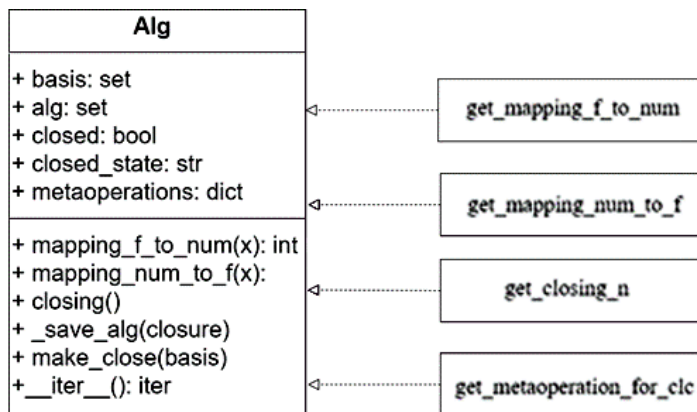 Alg
+ basis: set
+ alg: set
+ closed: bool
+ closed_state: str
+ metaoperations: dict
+ mapping_f_to_num(x): int
+ mapping_num_to_f(x):
+ closing()
+ _save_alg(closure)
+ make_close(basis)
+__iter__(): iter
get_mapping_f_to_num
get_mapping_num_to_f
get_closing_n
get_metaoperation_for_clc